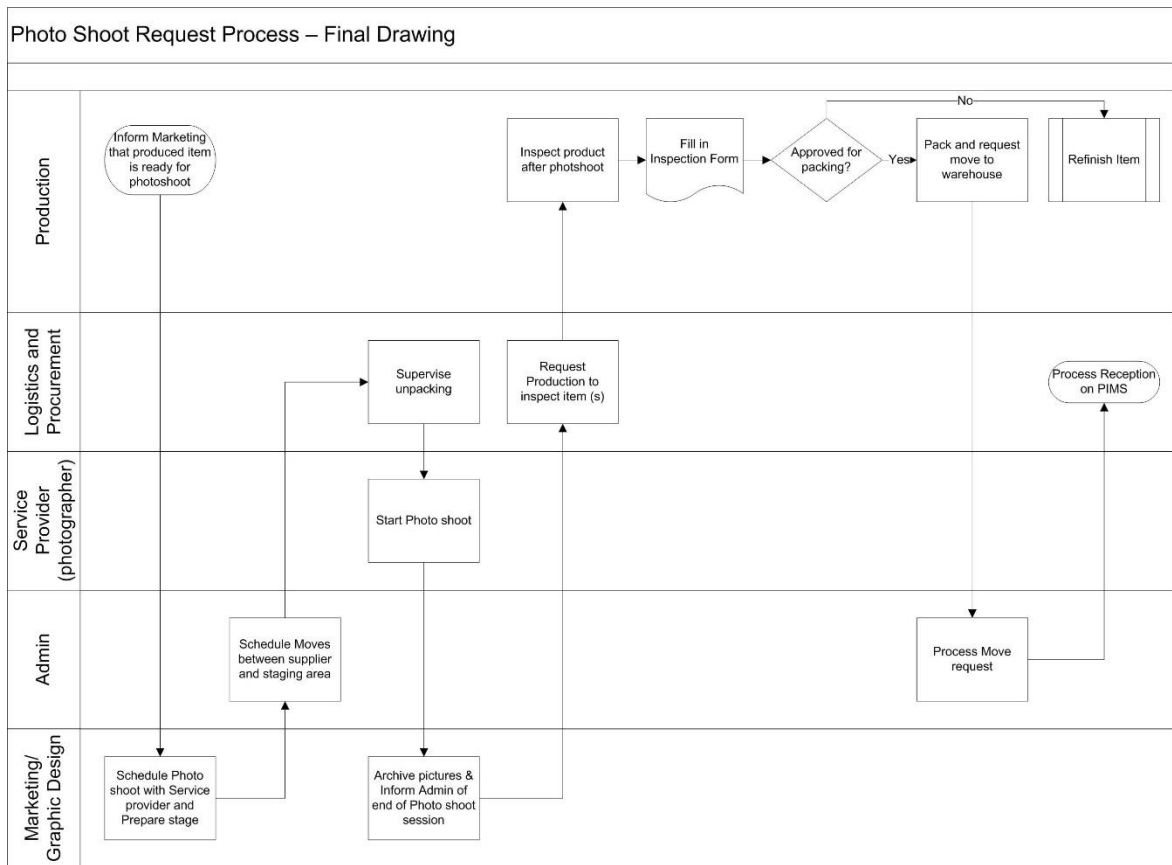 Photo Shoot Request Process – Final Drawing
Production
Inform Marketing
that produced item
is ready for
photoshoot
Inspect product
after photshoot
Fill in
Inspection Form
Approved for
packing?
No
Yes
Pack and request
move to
warehouse
Refinish Item
Logistics and
Procurement
Supervise
unpacking
Request
Production to
inspect item (s)
Process Reception
on PIMS
Service
Provider
(photographer)
Start Photo shoot
Admin
Schedule Moves
between supplier
and staging area
Process Move
request
Marketing/
Graphic Design
Schedule Photo
shoot with Service
provider and
Prepare stage
Archive pictures &
Inform Admin of
end of Photo shoot
session